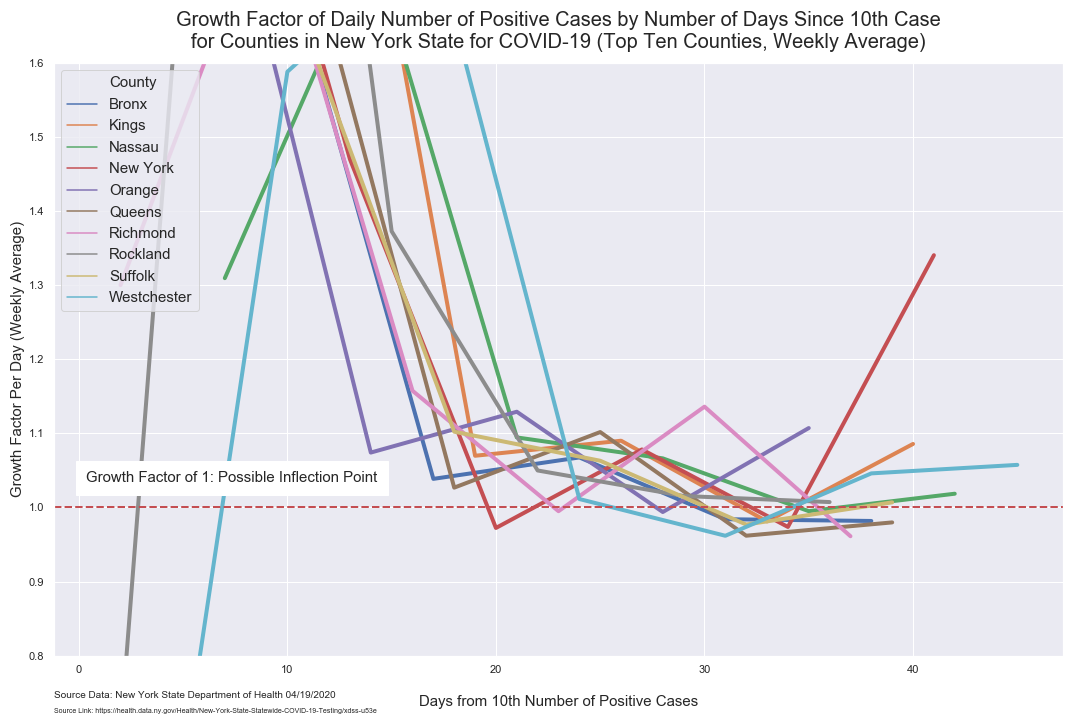 Growth Factor of Daily Number of Positive Cases by Number of Days Since 10th Case
for Counties in New York State for COVID-19 (Top Ten Counties, Weekly Average)
Growth Factor Per Day (Weekly Average)
1.6
1.5
1.4
1.3
1.2
1.1
1.0
0.9
0.8
County
Bronx
Kings
Nassau
New York
Orange
Queens
Richmond
Rockland
Suffolk
Westchester
Growth Factor of 1: Possible Inflection Point
0
10
20
30
40
Days from 10th Number of Positive Cases
Source Data: New York State Department of Health 04/19/2020
Source Link: https://health.data.ny.gov/Health/New-York-State-Statewide-COVID-19-Testing/xdss-u53e